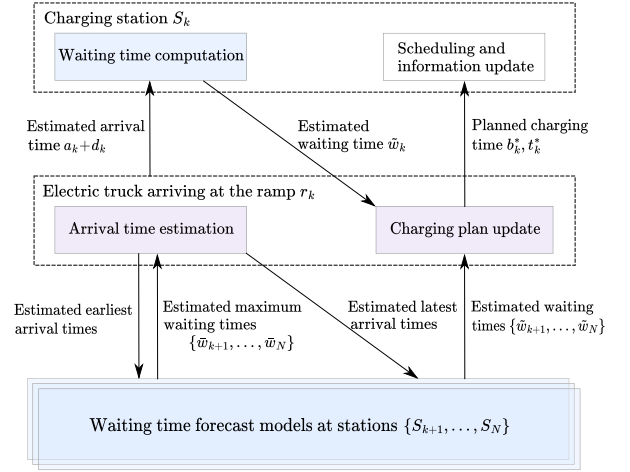 Charging station $S_k$
Waiting time computation
Scheduling and
information update
Estimated arrival
time $a_k + d_k$
Estimated
waiting time $\tilde{w}_k$
Planned charging
time $b_k^*, t_k^*$
Electric truck arriving at the ramp $r_k$
Arrival time estimation
Charging plan update
Estimated earliest
arrival times
Estimated maximum
waiting times
$\{\bar{w}_{k+1}, \ldots, \bar{w}_N\}$
Estimated latest
arrival times
Estimated waiting
times $\{\tilde{w}_{k+1}, \ldots, \tilde{w}_N\}$
Waiting time forecast models at stations $\{S_{k+1}, \ldots, S_N\}$